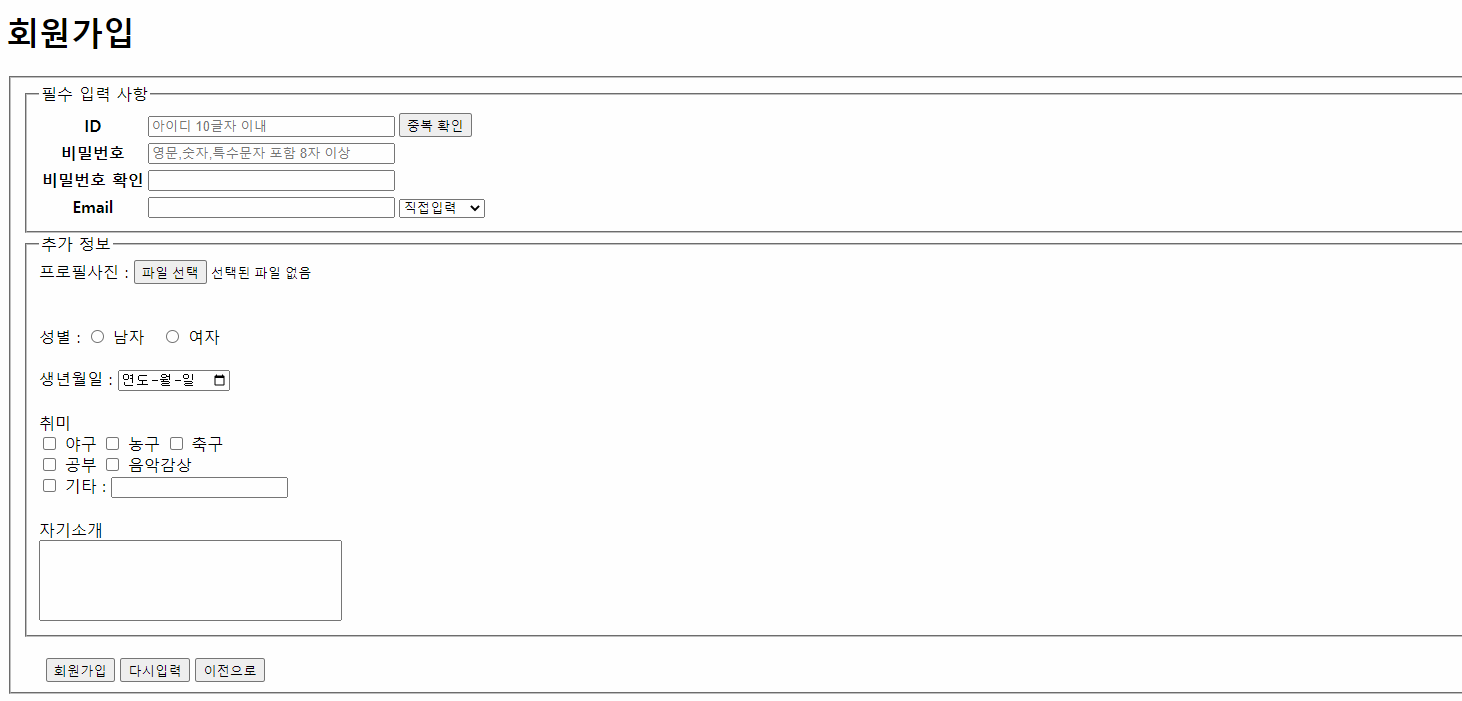 회원가입
필수 입력 사항
ID 아이디 10글자 이내 중복 확인
비밀번호 영문,숫자,특수문자 포함 8자 이상
비밀번호 확인
Email 직접입력
추가 정보
프로필사진 : 파일 선택 선택된 파일 없음
성별 : 남자 여자
생년월일 : 연도-월-일
취미
야구 농구 축구
공부 음악감상
기타 :
자기소개
회원가입 다시입력 이전으로